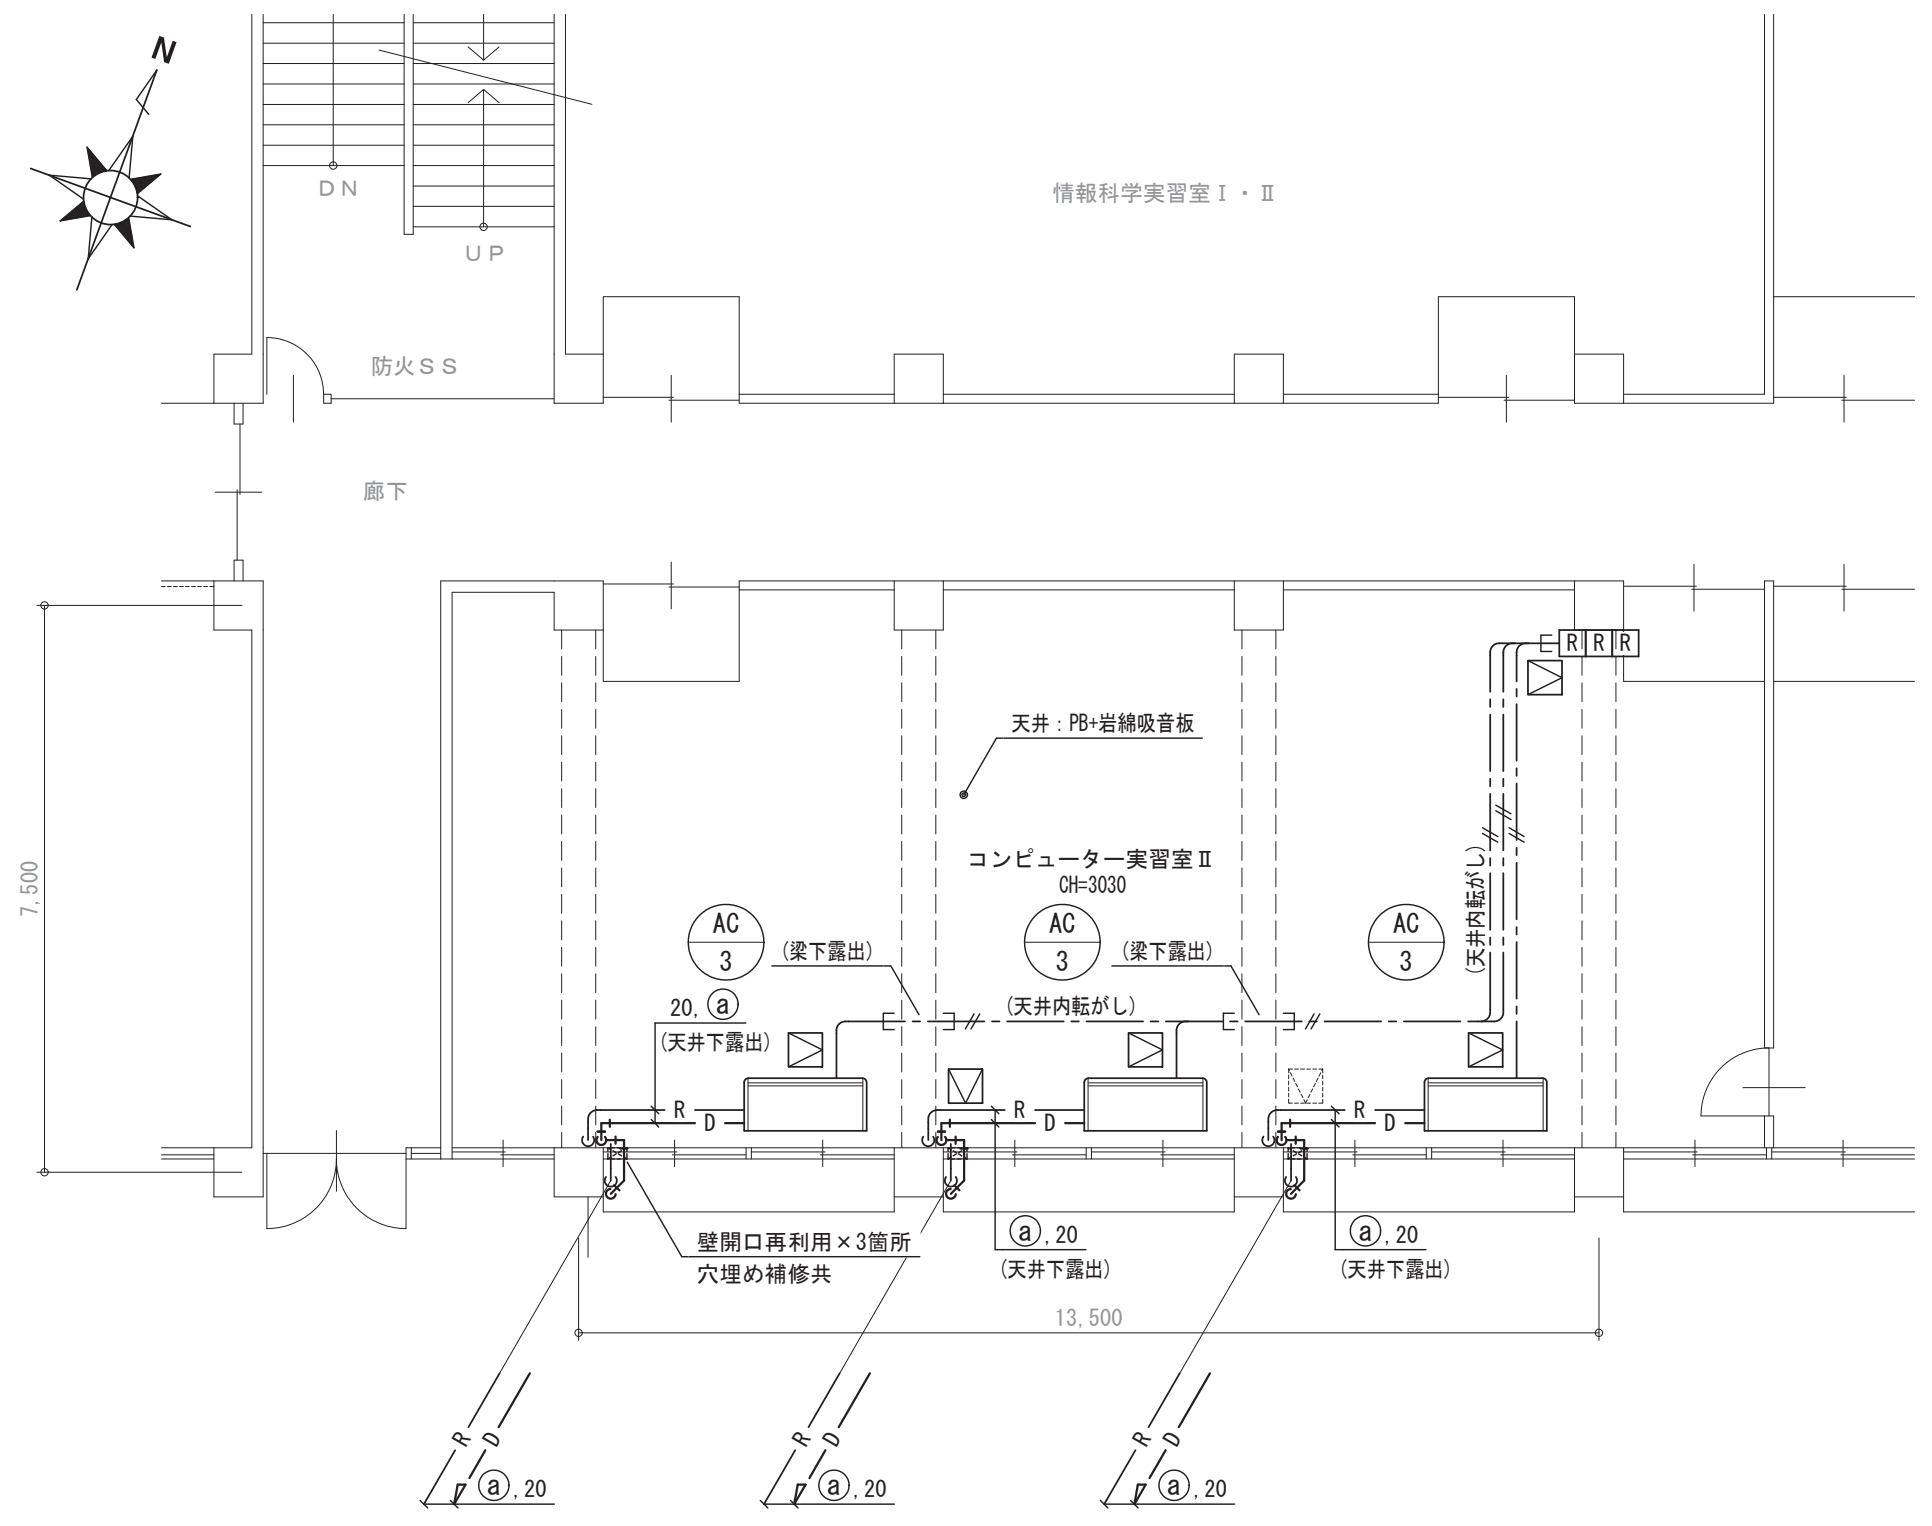 N
DN
UP
情報科学実習室Ⅰ・Ⅱ
防火SS
廊下
R R R
天井：PB+岩綿吸音板
7,500
コンピューター実習室Ⅱ
CH=3030
(天井内転がし)
AC
3
(梁下露出)
AC
3
(梁下露出)
AC
3
20, ⓐ
(天井下露出)
(天井内転がし)
R
D
R
D
R
D
壁開口再利用×3箇所
穴埋め補修共
ⓐ, 20
(天井下露出)
ⓐ, 20
(天井下露出)
13,500
R
D
ⓐ, 20
R
D
ⓐ, 20
R
D
ⓐ, 20